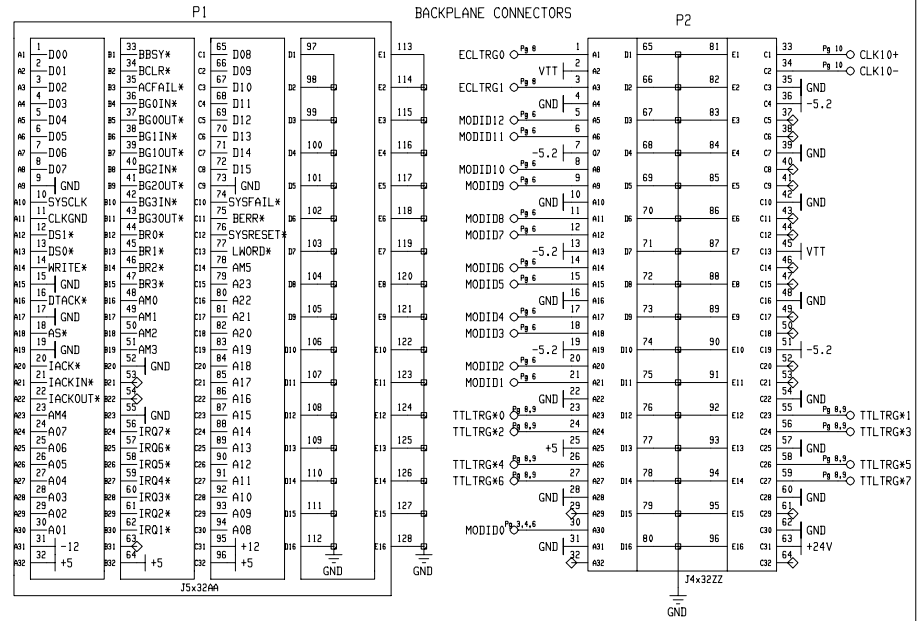 BACKPLANE CONNECTORS
P1 P2
A1 1 D00 B1 33 BBSY* C1 65 D08 D1 97 E1 113 ECLTRG0 Pg 8 1 A1 D1 65 81 E1 C1 33 Pg 10 CLK10+
A2 2 D01 B2 34 BCLR* C2 66 D09 VTT 2 A2 C2 34 Pg 10 CLK10-
A3 3 D02 B3 35 ACFAIL* C3 67 D10 D2 98 E2 114 ECLTRG1 Pg 8 3 A3 D2 66 82 E2 C3 35 GND
A4 4 D03 B4 36 BG0IN* C4 68 D11 GND 4 A4 C4 36 -5.2
A5 5 D04 B5 37 BG0OUT* C5 69 D12 D3 99 E3 115 MODID12 Pg 6 5 A5 D3 67 83 E3 C5 37
A6 6 D05 B6 38 BG1IN* C6 70 D13 MODID11 Pg 6 6 A6 C6 38
A7 7 D06 B7 39 BG1OUT* C7 71 D14 D4 100 E4 116 -5.2 7 A7 D4 68 84 E4 C7 39 GND
A8 8 D07 B8 40 BG2IN* C8 72 D15 MODID10 Pg 6 8 A8 C8 40
A9 9 GND B9 41 BG2OUT* C9 73 GND D5 101 E5 117 MODID9 Pg 6 9 A9 D5 69 85 E5 C9 41
A10 10 SYSCLK B10 42 BG3IN* C10 74 SYSFAIL* GND 10 A10 C10 42 GND
A11 11 CLKGND B11 43 BG3OUT* C11 75 BERR* D6 102 E6 118 MODID8 Pg 6 11 A11 D6 70 86 E6 C11 43
A12 12 DS1* B12 44 BR0* C12 76 SYSRESET* MODID7 Pg 6 12 A12 C12 44
A13 13 DS0* B13 45 BR1* C13 77 LWORD* D7 103 E7 119 -5.2 13 A13 D7 71 87 E7 C13 45 VTT
A14 14 WRITE* B14 46 BR2* C14 78 AM5 MODID6 Pg 6 14 A14 C14 46
A15 15 GND B15 47 BR3* C15 79 A23 D8 104 E8 120 MODID5 Pg 6 15 A15 D8 72 88 E8 C15 47
A16 16 DTACK* B16 48 AM0 C16 80 A22 GND 16 A16 C16 48 GND
A17 17 GND B17 49 AM1 C17 81 A21 D9 105 E9 121 MODID4 Pg 6 17 A17 D9 73 89 E9 C17 49
A18 18 AS* B18 50 AM2 C18 82 A20 MODID3 Pg 6 18 A18 C18 50
A19 19 GND B19 51 AM3 C19 83 A19 D10 106 E10 122 -5.2 19 A19 D10 74 90 E10 C19 51 -5.2
A20 20 IACK* B20 52 GND C20 84 A18 MODID2 Pg 6 20 A20 C20 52
A21 21 IACKIN* B21 53 C21 85 A17 D11 107 E11 123 MODID1 Pg 6 21 A21 D11 75 91 E11 C21 53
A22 22 IACKOUT* B22 54 C22 86 A16 GND 22 A22 C22 54 GND
A23 23 AM4 B23 55 GND C23 87 A15 D12 108 E12 124 TTLTRG*0 Pg 8,9 23 A23 D12 76 92 E12 C23 55 Pg 8,9 TTLTRG*1
A24 24 A07 B24 56 IRQ7* C24 88 A14 TTLTRG*2 Pg 8,9 24 A24 C24 56 Pg 8,9 TTLTRG*3
A25 25 A06 B25 57 IRQ6* C25 89 A13 D13 109 E13 125 +5 25 A25 D13 77 93 E13 C25 57 GND
A26 26 A05 B26 58 IRQ5* C26 90 A12 TTLTRG*4 Pg 8,9 26 A26 C26 58 Pg 8,9 TTLTRG*5
A27 27 A04 B27 59 IRQ4* C27 91 A11 D14 110 E14 126 TTLTRG*6 Pg 8,9 27 A27 D14 78 94 E14 C27 59 Pg 8,9 TTLTRG*7
A28 28 A03 B28 60 IRQ3* C28 92 A10 GND 28 A28 C28 60 GND
A29 29 A02 B29 61 IRQ2* C29 93 A09 D15 111 E15 127 29 A29 D15 79 95 E15 C29 61
A30 30 A01 B30 62 IRQ1* C30 94 A08 MODID0 Pg 3,4,6 30 A30 C30 62 GND
A31 31 -12 B31 63 C31 95 +12 D16 112 E16 128 GND 31 A31 D16 80 96 E16 C31 63 +24V
A32 32 +5 B32 64 +5 C32 96 +5 GND GND 32 A32 C32 64
J5x32AA J4x32ZZ
GND